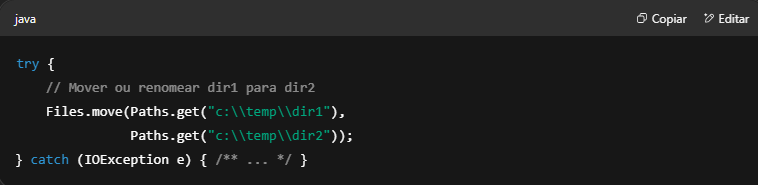 java
Copiar
Editar
try {
    // Mover ou renomear dir1 para dir2
    Files.move(Paths.get("c:\\temp\\dir1"),
               Paths.get("c:\\temp\\dir2"));
} catch (IOException e) { /** ... */ }